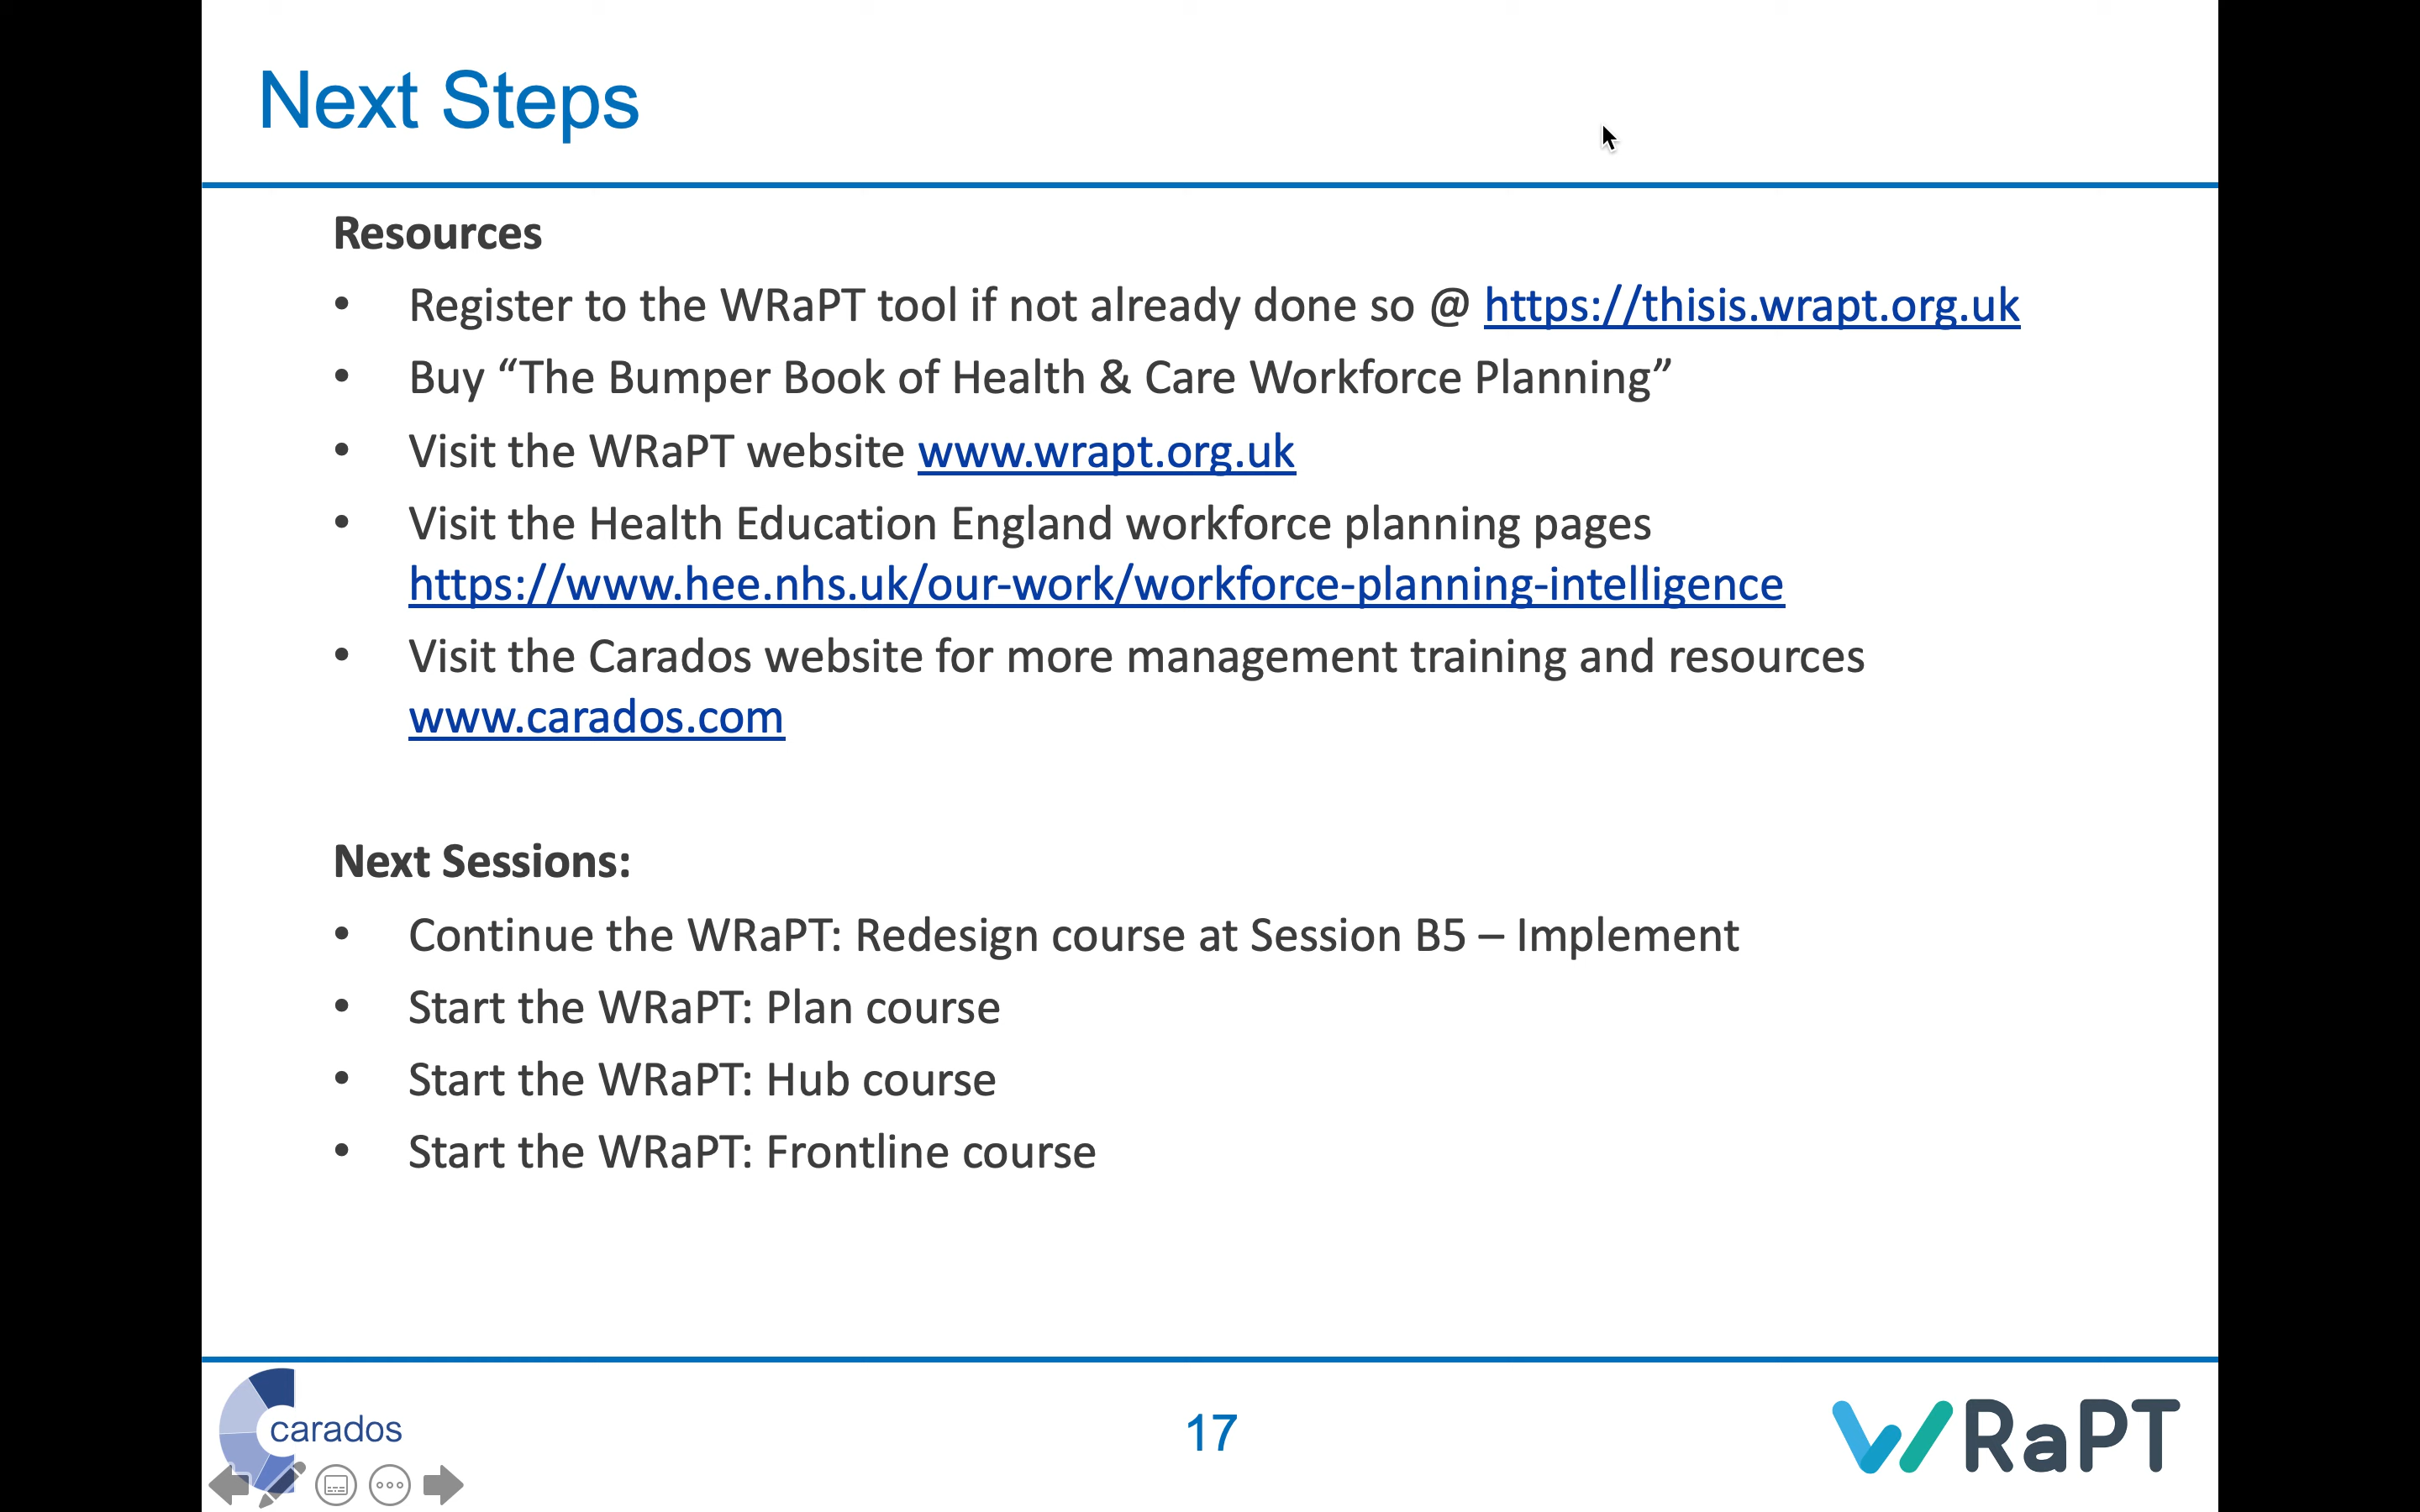 Next Steps
Resources
• Register to the WRaPT tool if not already done so @ https://thisis.wrapt.org.uk
• Buy “The Bumper Book of Health & Care Workforce Planning”
• Visit the WRaPT website www.wrapt.org.uk
• Visit the Health Education England workforce planning pages
https://www.hee.nhs.uk/our-work/workforce-planning-intelligence
• Visit the Carados website for more management training and resources
www.carados.com
Next Sessions:
• Continue the WRaPT: Redesign course at Session B5 – Implement
• Start the WRaPT: Plan course
• Start the WRaPT: Hub course
• Start the WRaPT: Frontline course
carados
17
WRaPT